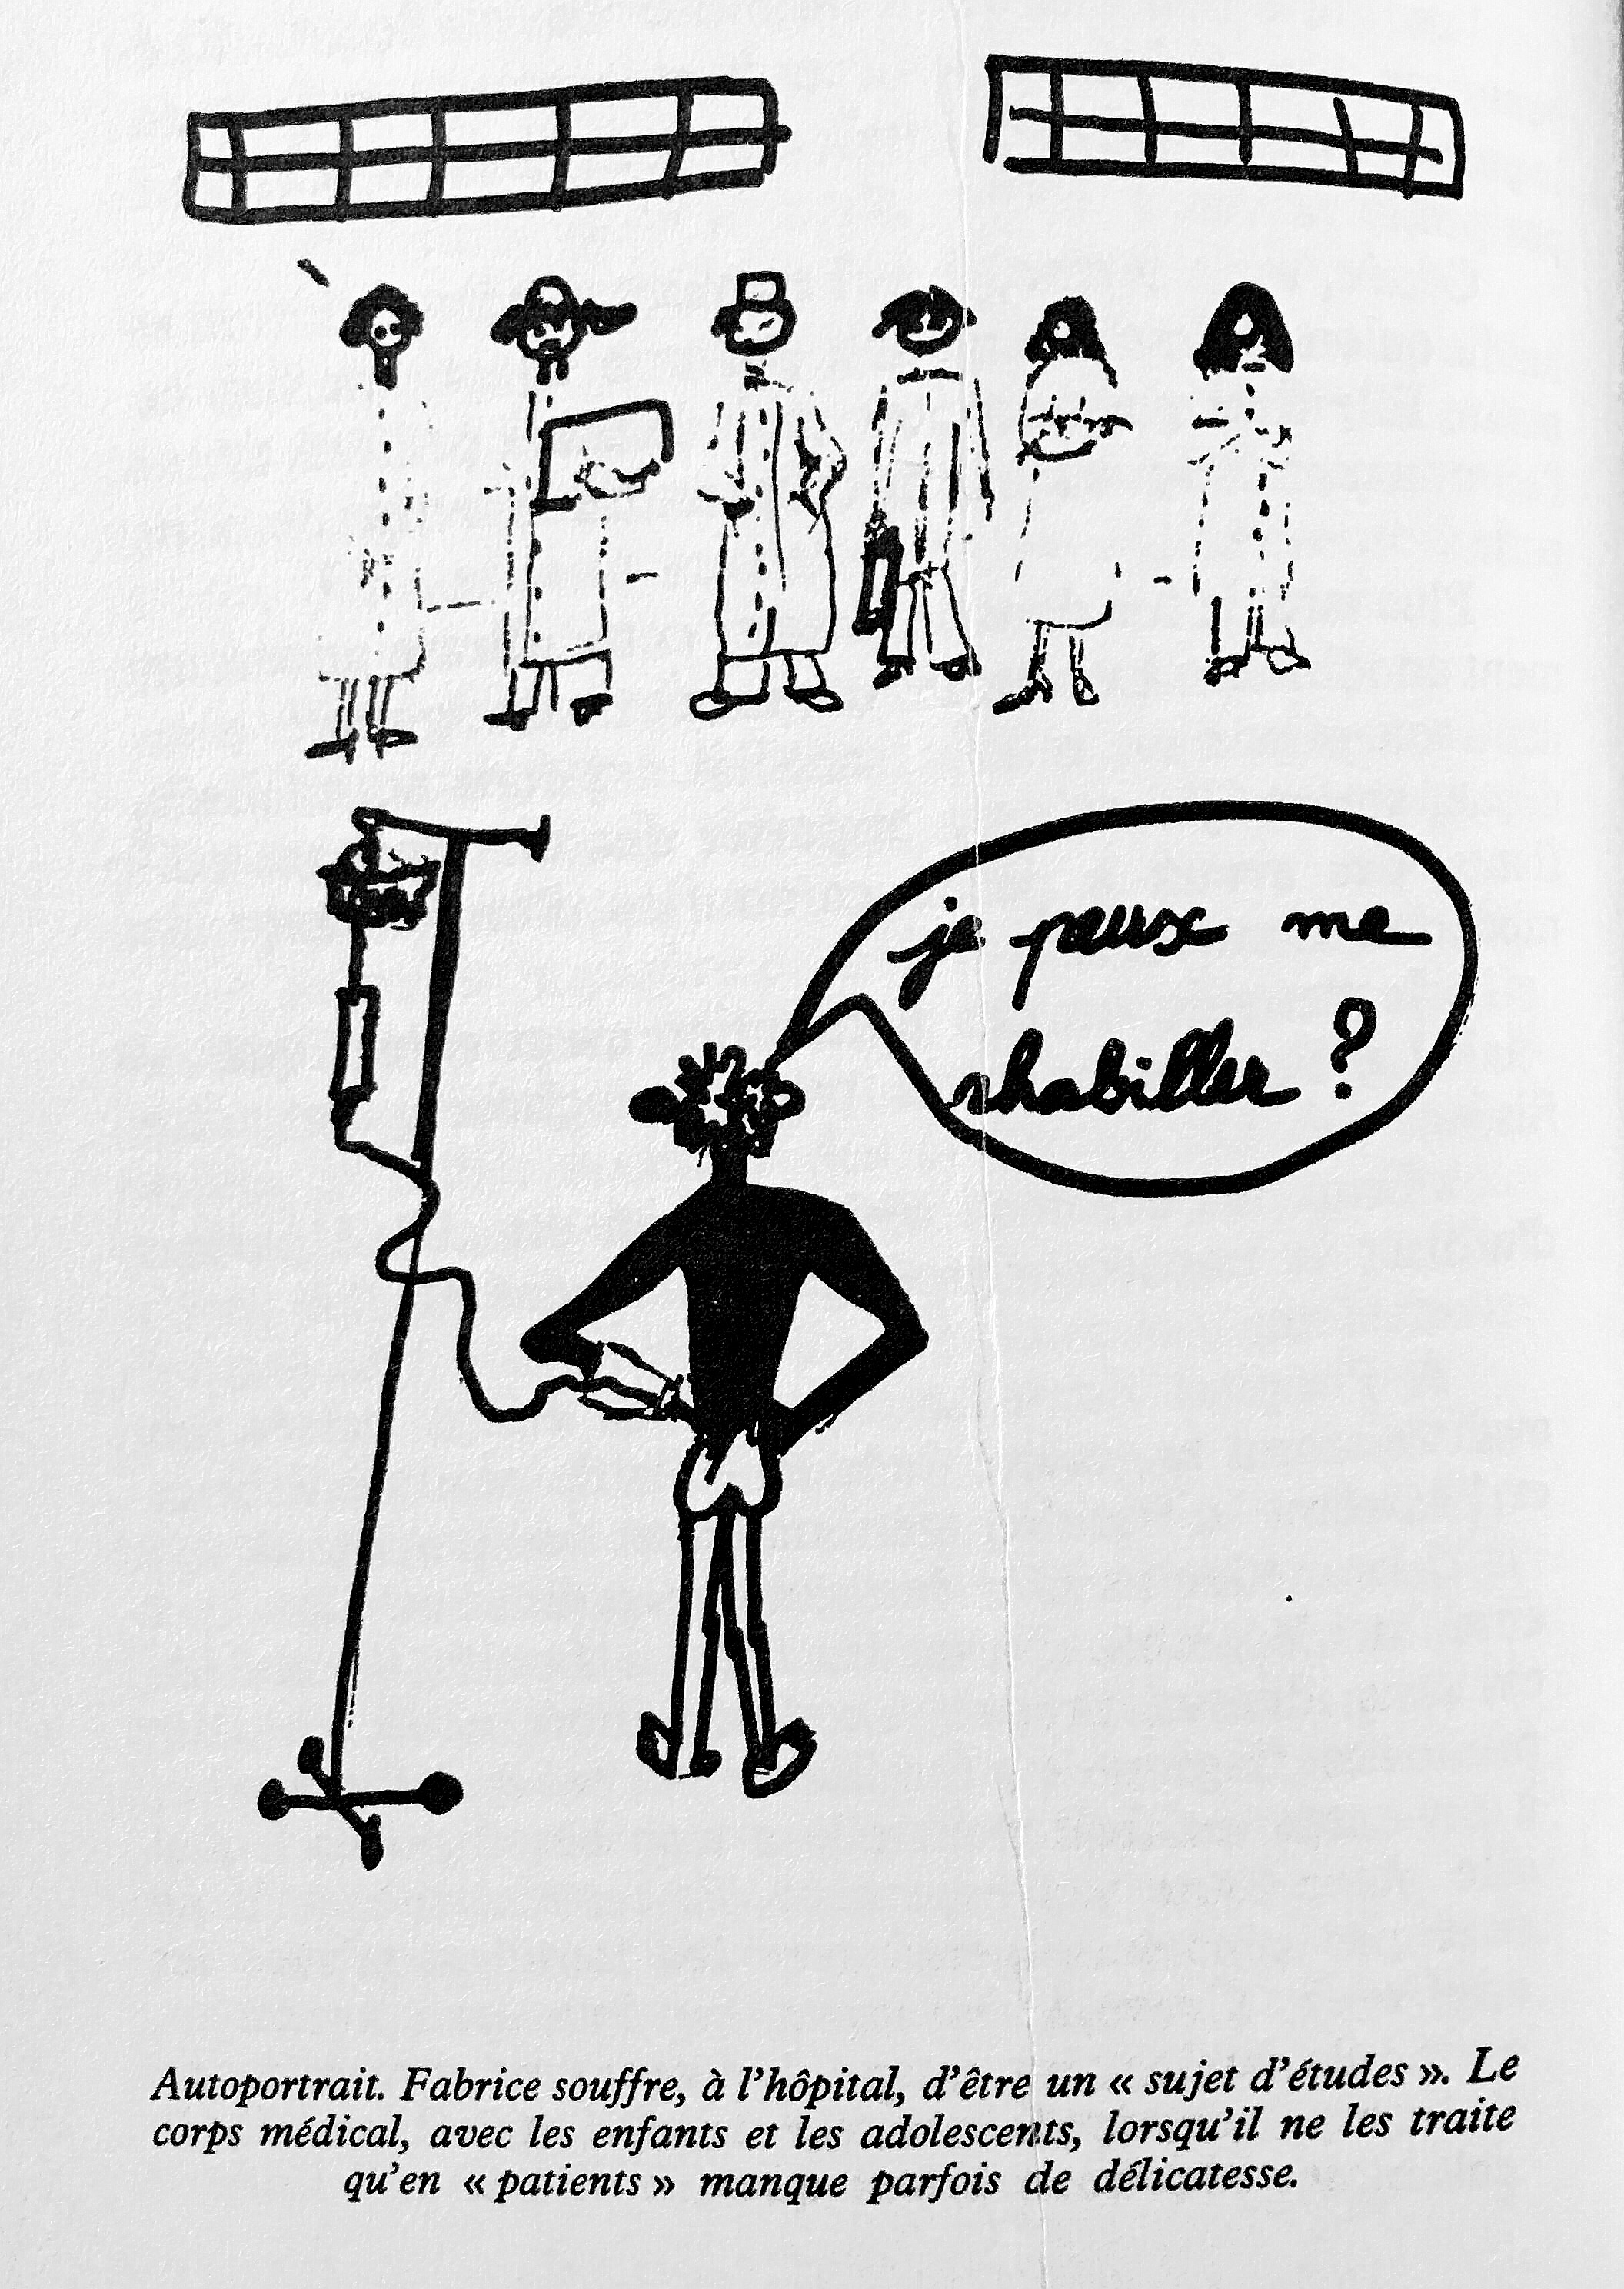 je peux me
rhabiller ?
Autoportrait. Fabrice souffre, à l'hôpital, d'être un « sujet d'études ». Le
corps médical, avec les enfants et les adolescents, lorsqu'il ne les traite
qu'en « patients » manque parfois de délicatesse.